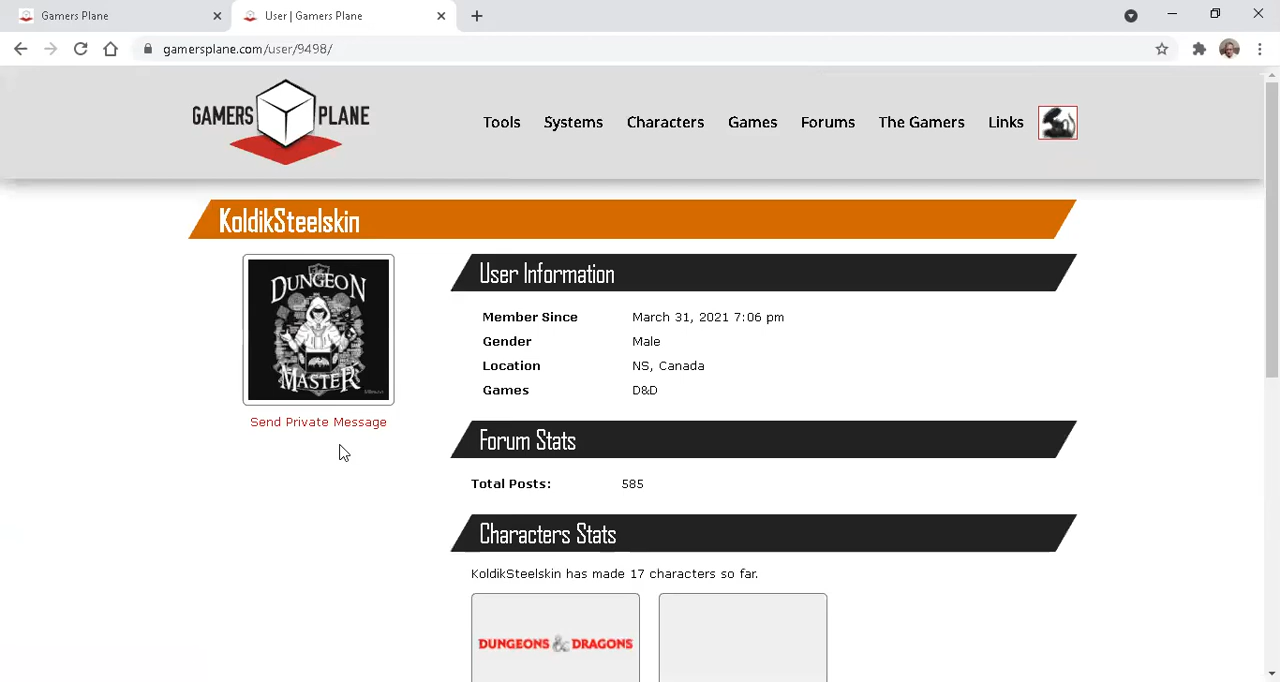 Gamers Plane
User | Gamers Plane
gamersplane.com/user/9498/
GAMERS PLANE
Tools Systems Characters Games Forums The Gamers Links
KoldikSteelskin
DUNGEON
MASTER
Send Private Message
User Information
Member Since March 31, 2021 7:06 pm
Gender Male
Location NS, Canada
Games D&D
Forum Stats
Total Posts: 585
Characters Stats
KoldikSteelskin has made 17 characters so far.
DUNGEONS & DRAGONS